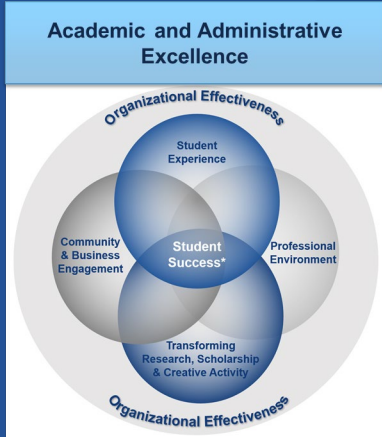 Academic and Administrative
Excellence
Organizational Effectiveness
Student
Experience
Community
& Business
Engagement
Student
Success*
Professional
Environment
Transforming
Research, Scholarship
& Creative Activity
Organizational Effectiveness